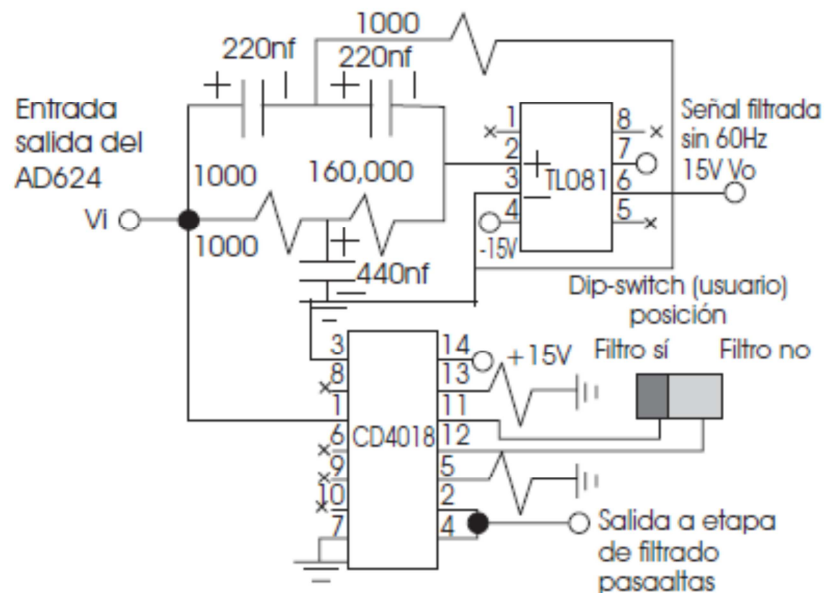 1000
220nf
220nf
+ -
+ -
Entrada
salida del
AD624
Vi
1000
160,000
1000
+
440nf
-
1
2
3
4
+
-
TL081
8
7
6
5
x
x
x
-15V
Señal filtrada
sin 60Hz
15V Vo
Dip-switch (usuario)
posición
Filtro sí
Filtro no
+15V
3
8
1
6
9
10
7
x
x
x
x
CD4018
14
13
11
12
5
2
4
Salida a etapa
de filtrado
pasaaltas